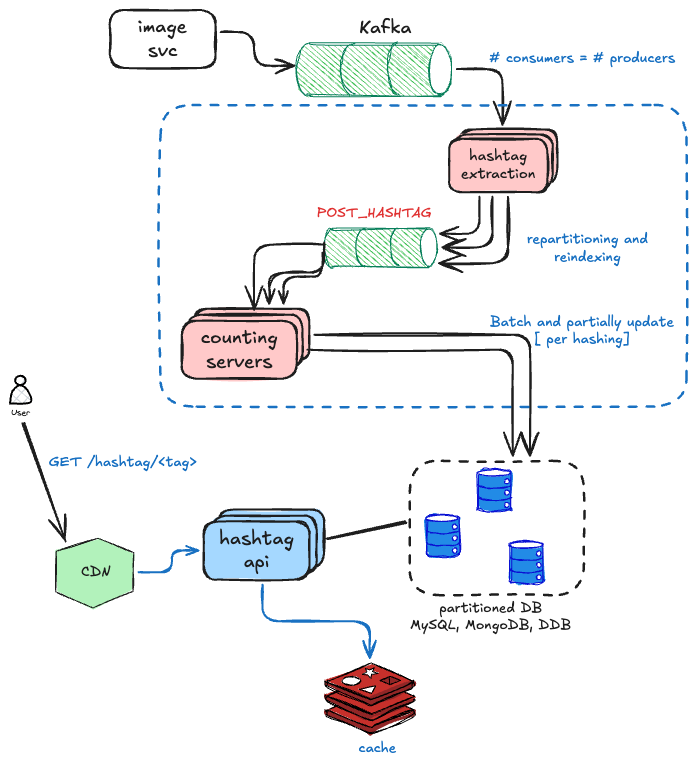 image
svc
Kafka
# consumers = # producers
hashtag
extraction
POST_HASHTAG
repartitioning and
reindexing
counting
servers
Batch and partially update
[ per hashing]
User
GET /hashtag/<tag>
hashtag
api
CDN
partitioned DB
MySQL, MongoDB, DDB
cache